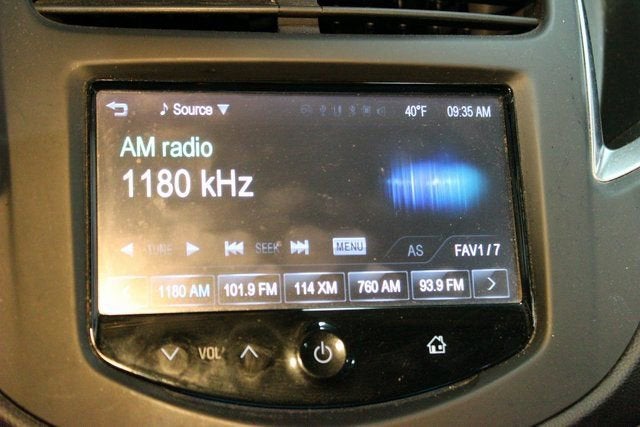 Source 40°F 09:35 AM
AM radio
1180 kHz
TUNE SEEK MENU AS FAV1/7
1180 AM 101.9 FM 114 XM 760 AM 93.9 FM
VOL